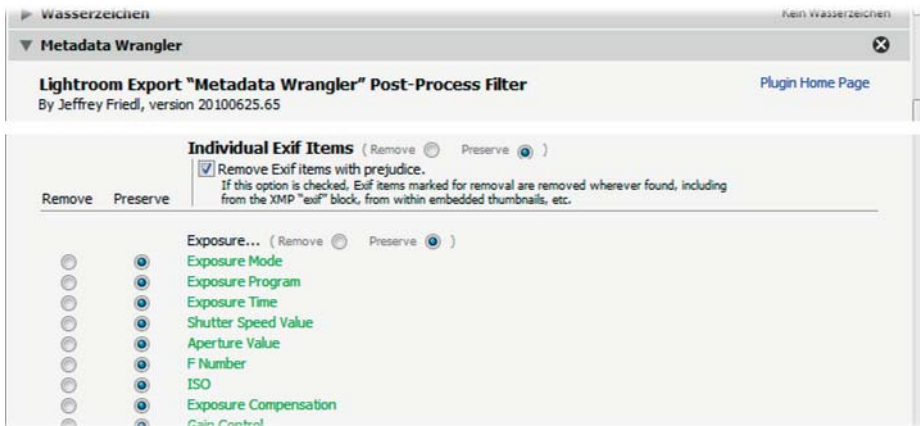 Wasserzeichen Kein Wasserzeichen
Metadata Wrangler
Lightroom Export “Metadata Wrangler” Post-Process Filter Plugin Home Page
By Jeffrey Friedl, version 20100625.65
Individual Exif Items ( Remove Preserve )
Remove Exif items with prejudice.
If this option is checked, Exif items marked for removal are removed wherever found, including
from the XMP "exif" block, from within embedded thumbnails, etc.
Remove Preserve
Exposure... ( Remove Preserve )
Exposure Mode
Exposure Program
Exposure Time
Shutter Speed Value
Aperture Value
F Number
ISO
Exposure Compensation
Gain Control